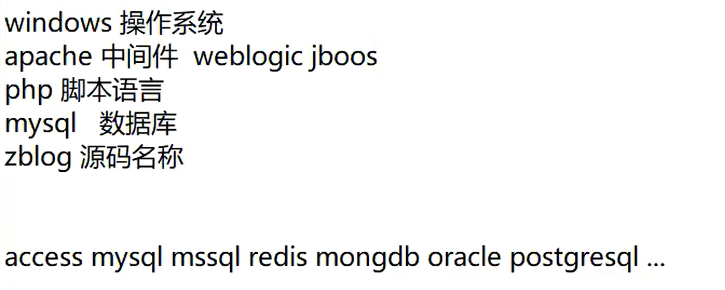 windows 操作系统
apache 中间件  weblogic jboos
php 脚本语言
mysql   数据库
zblog 源码名称
access mysql mssql redis mongdb oracle postgresql ...